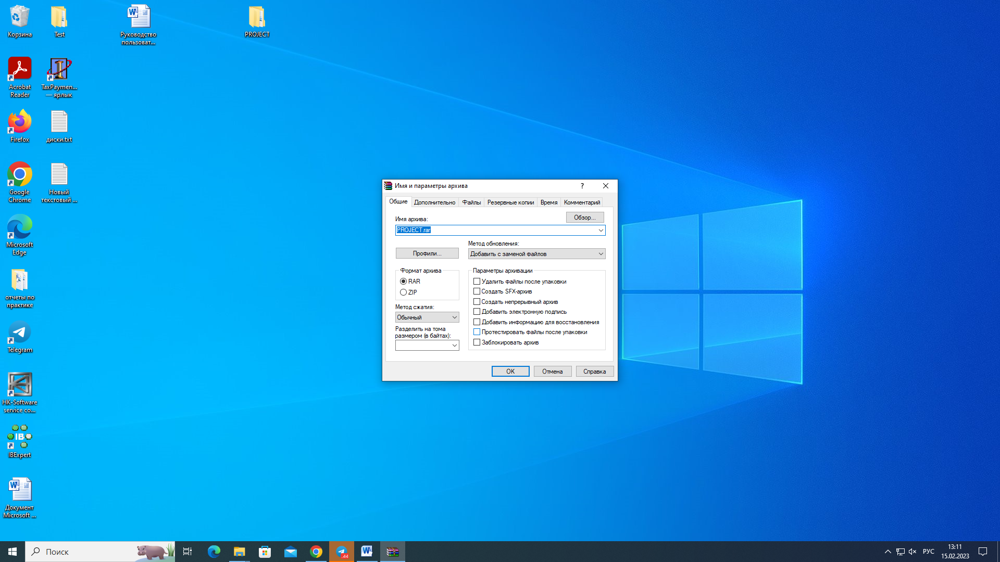 Корзина
Test
Руководство
пользоват...
PROJECT
Acrobat
Reader
TaxPaymen...
— ярлык
Firefox
диски.txt
Google
Chrome
Новый
текстовый ...
Microsoft
Edge
отчеты по
практике
Telegram
HK-Software
service co...
IB
IBExpert
Документ
Microsoft ...
Имя и параметры архива
?
Общие
Дополнительно
Файлы
Резервные копии
Время
Комментарий
Имя архива:
Обзор...
PROJECT.rar
Профили...
Метод обновления:
Добавить с заменой файлов
Формат архива
RAR
ZIP
Метод сжатия:
Обычный
Разделить на тома
размером (в байтах):
Параметры архивации
Удалить файлы после упаковки
Создать SFX-архив
Создать непрерывный архив
Добавить электронную подпись
Добавить информацию для восстановления
Протестировать файлы после упаковки
Заблокировать архив
OK
Отмена
Справка
Поиск
РУС
13:11
15.02.2023